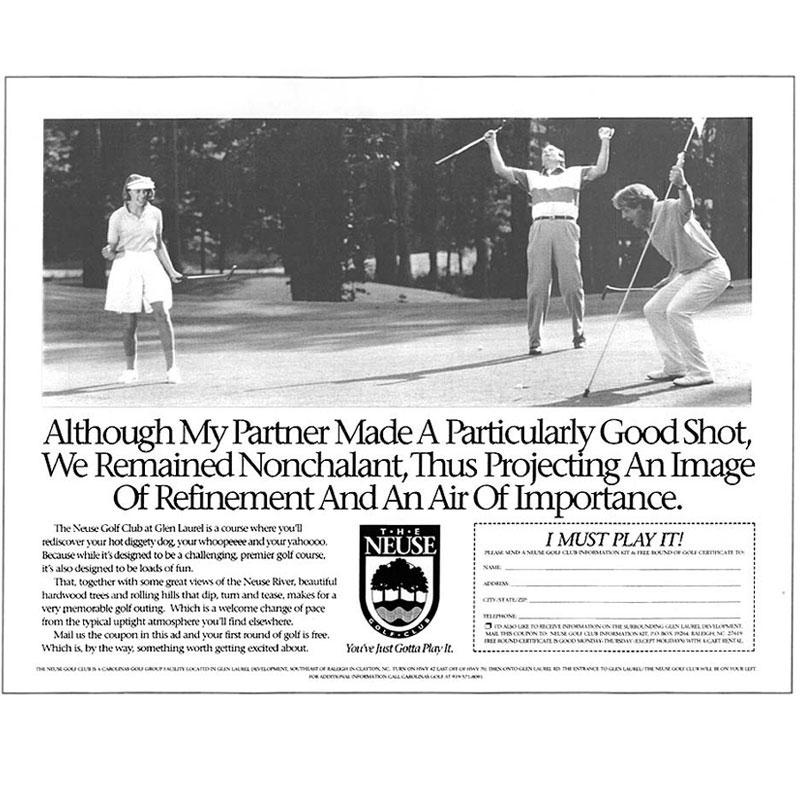 Although My Partner Made A Particularly Good Shot,
We Remained Nonchalant, Thus Projecting An Image
Of Refinement And An Air Of Importance.
The Neuse Golf Club at Glen Laurel is a course where you'll
rediscover your hot diggety dog, your whoopeeee and your yahoooo.
Because while it's designed to be a challenging, premier golf course,
it's also designed to be loads of fun.
That, together with some great views of the Neuse River, beautiful
hardwood trees and rolling hills that dip, turn and tease, makes for a
very memorable golf outing. Which is a welcome change of pace
from the typical uptight atmosphere you'll find elsewhere.
Mail us the coupon in this ad and your first round of golf is free.
Which is, by the way, something worth getting excited about.
THE
NEUSE
GOLF CLUB
You've Just Gotta Play It.
I MUST PLAY IT!
PLEASE SEND A NEUSE GOLF CLUB INFORMATION KIT & FREE ROUND OF GOLF CERTIFICATE TO:
NAME:
ADDRESS:
CITY/STATE/ZIP:
TELEPHONE:
I'D ALSO LIKE TO RECEIVE INFORMATION ON THE SURROUNDING GLEN LAUREL DEVELOPMENT.
MAIL THIS COUPON TO: NEUSE GOLF CLUB INFORMATION KIT, P.O. BOX 19264, RALEIGH, NC 27619
FREE ROUND CERTIFICATE IS GOOD MONDAY-THURSDAY (EXCEPT HOLIDAYS) WITH A CART RENTAL.
THE NEUSE GOLF CLUB IS A CAROLINAS GOLF GROUP FACILITY LOCATED IN GLEN LAUREL DEVELOPMENT, SOUTHEAST OF RALEIGH IN CLAYTON, NC. TURN ON HWY 42 EAST OFF OF HWY 70, THEN ONTO GLEN LAUREL RD. THE ENTRANCE TO GLEN LAUREL/THE NEUSE GOLF CLUB WILL BE ON YOUR LEFT.
FOR ADDITIONAL INFORMATION CALL CAROLINAS GOLF AT